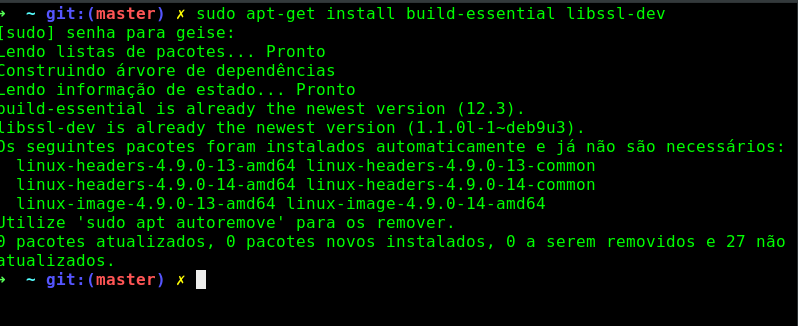 ➜  ~ git:(master) ✗ sudo apt-get install build-essential libssl-dev
[sudo] senha para geise:
Lendo listas de pacotes... Pronto
Construindo árvore de dependências
Lendo informação de estado... Pronto
build-essential is already the newest version (12.3).
libssl-dev is already the newest version (1.1.0l-1~deb9u3).
Os seguintes pacotes foram instalados automaticamente e já não são necessários:
  linux-headers-4.9.0-13-amd64 linux-headers-4.9.0-13-common
  linux-headers-4.9.0-14-amd64 linux-headers-4.9.0-14-common
  linux-image-4.9.0-13-amd64 linux-image-4.9.0-14-amd64
Utilize 'sudo apt autoremove' para os remover.
0 pacotes atualizados, 0 pacotes novos instalados, 0 a serem removidos e 27 não
atualizados.
➜  ~ git:(master) ✗